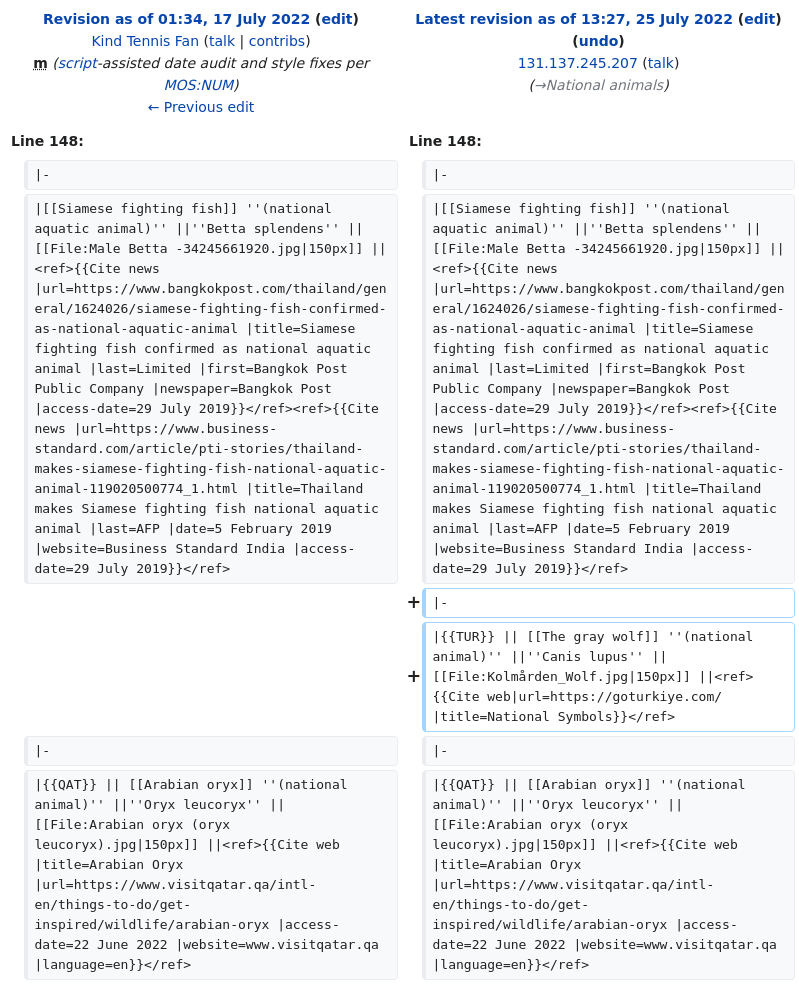 Revision as of 01:34, 17 July 2022 (edit)
Kind Tennis Fan (talk | contribs)
m (script-assisted date audit and style fixes per
MOS:NUM)
← Previous edit
Latest revision as of 13:27, 25 July 2022 (edit)
(undo)
131.137.245.207 (talk)
(→National animals)
Line 148:
Line 148:
|-
|-
|[[Siamese fighting fish]] ''(national
aquatic animal)'' ||''Betta splendens'' ||
[[File:Male Betta -34245661920.jpg|150px]] ||
<ref>{{Cite news
|url=https://www.bangkokpost.com/thailand/gen
eral/1624026/siamese-fighting-fish-confirmed-
as-national-aquatic-animal |title=Siamese
fighting fish confirmed as national aquatic
animal |last=Limited |first=Bangkok Post
Public Company |newspaper=Bangkok Post
|access-date=29 July 2019}}</ref><ref>{{Cite
news |url=https://www.business-
standard.com/article/pti-stories/thailand-
makes-siamese-fighting-fish-national-aquatic-
animal-119020500774_1.html |title=Thailand
makes Siamese fighting fish national aquatic
animal |last=AFP |date=5 February 2019
|website=Business Standard India |access-
date=29 July 2019}}</ref>
|[[Siamese fighting fish]] ''(national
aquatic animal)'' ||''Betta splendens'' ||
[[File:Male Betta -34245661920.jpg|150px]] ||
<ref>{{Cite news
|url=https://www.bangkokpost.com/thailand/gen
eral/1624026/siamese-fighting-fish-confirmed-
as-national-aquatic-animal |title=Siamese
fighting fish confirmed as national aquatic
animal |last=Limited |first=Bangkok Post
Public Company |newspaper=Bangkok Post
|access-date=29 July 2019}}</ref><ref>{{Cite
news |url=https://www.business-
standard.com/article/pti-stories/thailand-
makes-siamese-fighting-fish-national-aquatic-
animal-119020500774_1.html |title=Thailand
makes Siamese fighting fish national aquatic
animal |last=AFP |date=5 February 2019
|website=Business Standard India |access-
date=29 July 2019}}</ref>
+ |-
+ |{{TUR}} || [[The gray wolf]] ''(national
animal)'' ||''Canis lupus'' ||
[[File:Kolmården_Wolf.jpg|150px]] ||<ref>
{{Cite web|url=https://goturkiye.com/
|title=National Symbols}}</ref>
|-
|-
|{{QAT}} || [[Arabian oryx]] ''(national
animal)'' ||''Oryx leucoryx'' ||
[[File:Arabian oryx (oryx
leucoryx).jpg|150px]] ||<ref>{{Cite web
|title=Arabian Oryx
|url=https://www.visitqatar.qa/intl-
en/things-to-do/get-
inspired/wildlife/arabian-oryx |access-
date=22 June 2022 |website=www.visitqatar.qa
|language=en}}</ref>
|{{QAT}} || [[Arabian oryx]] ''(national
animal)'' ||''Oryx leucoryx'' ||
[[File:Arabian oryx (oryx
leucoryx).jpg|150px]] ||<ref>{{Cite web
|title=Arabian Oryx
|url=https://www.visitqatar.qa/intl-
en/things-to-do/get-
inspired/wildlife/arabian-oryx |access-
date=22 June 2022 |website=www.visitqatar.qa
|language=en}}</ref>